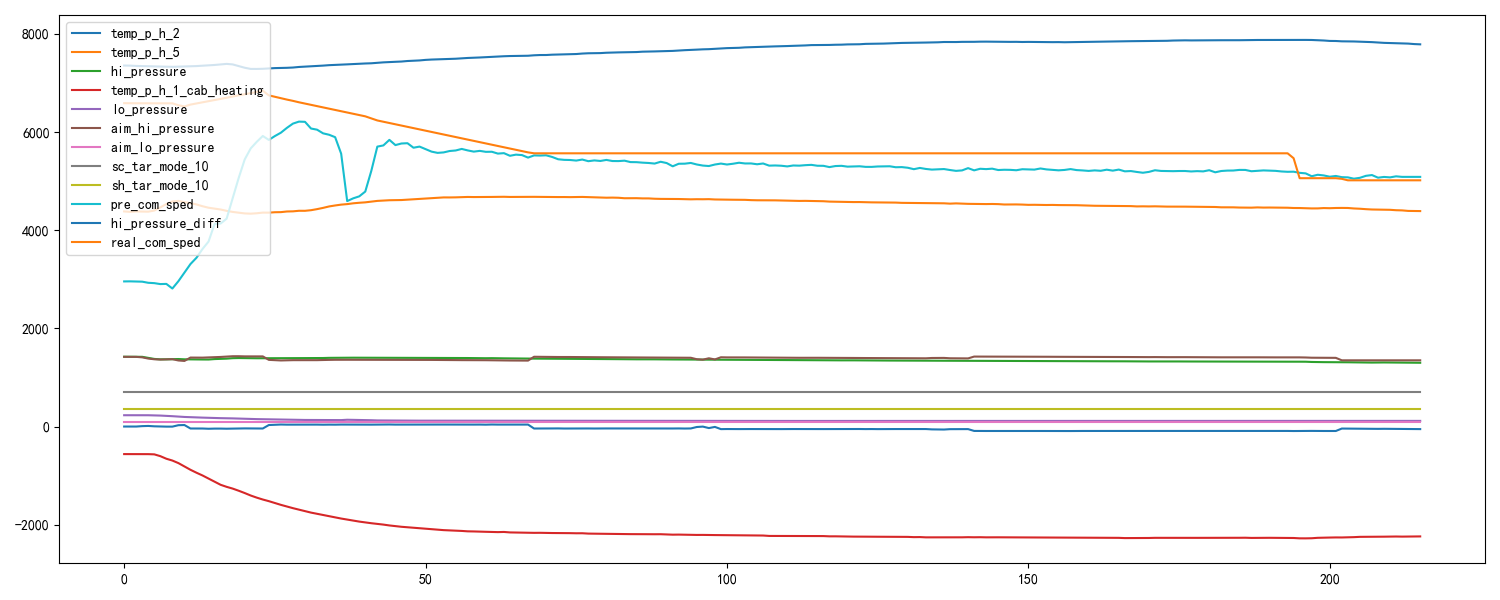 8000
6000
4000
2000
0
−2000
temp_p_h_2
temp_p_h_5
hi_pressure
temp_p_h_1_cab_heating
lo_pressure
aim_hi_pressure
aim_lo_pressure
sc_tar_mode_10
sh_tar_mode_10
pre_com_sped
hi_pressure_diff
real_com_sped
0 50 100 150 200